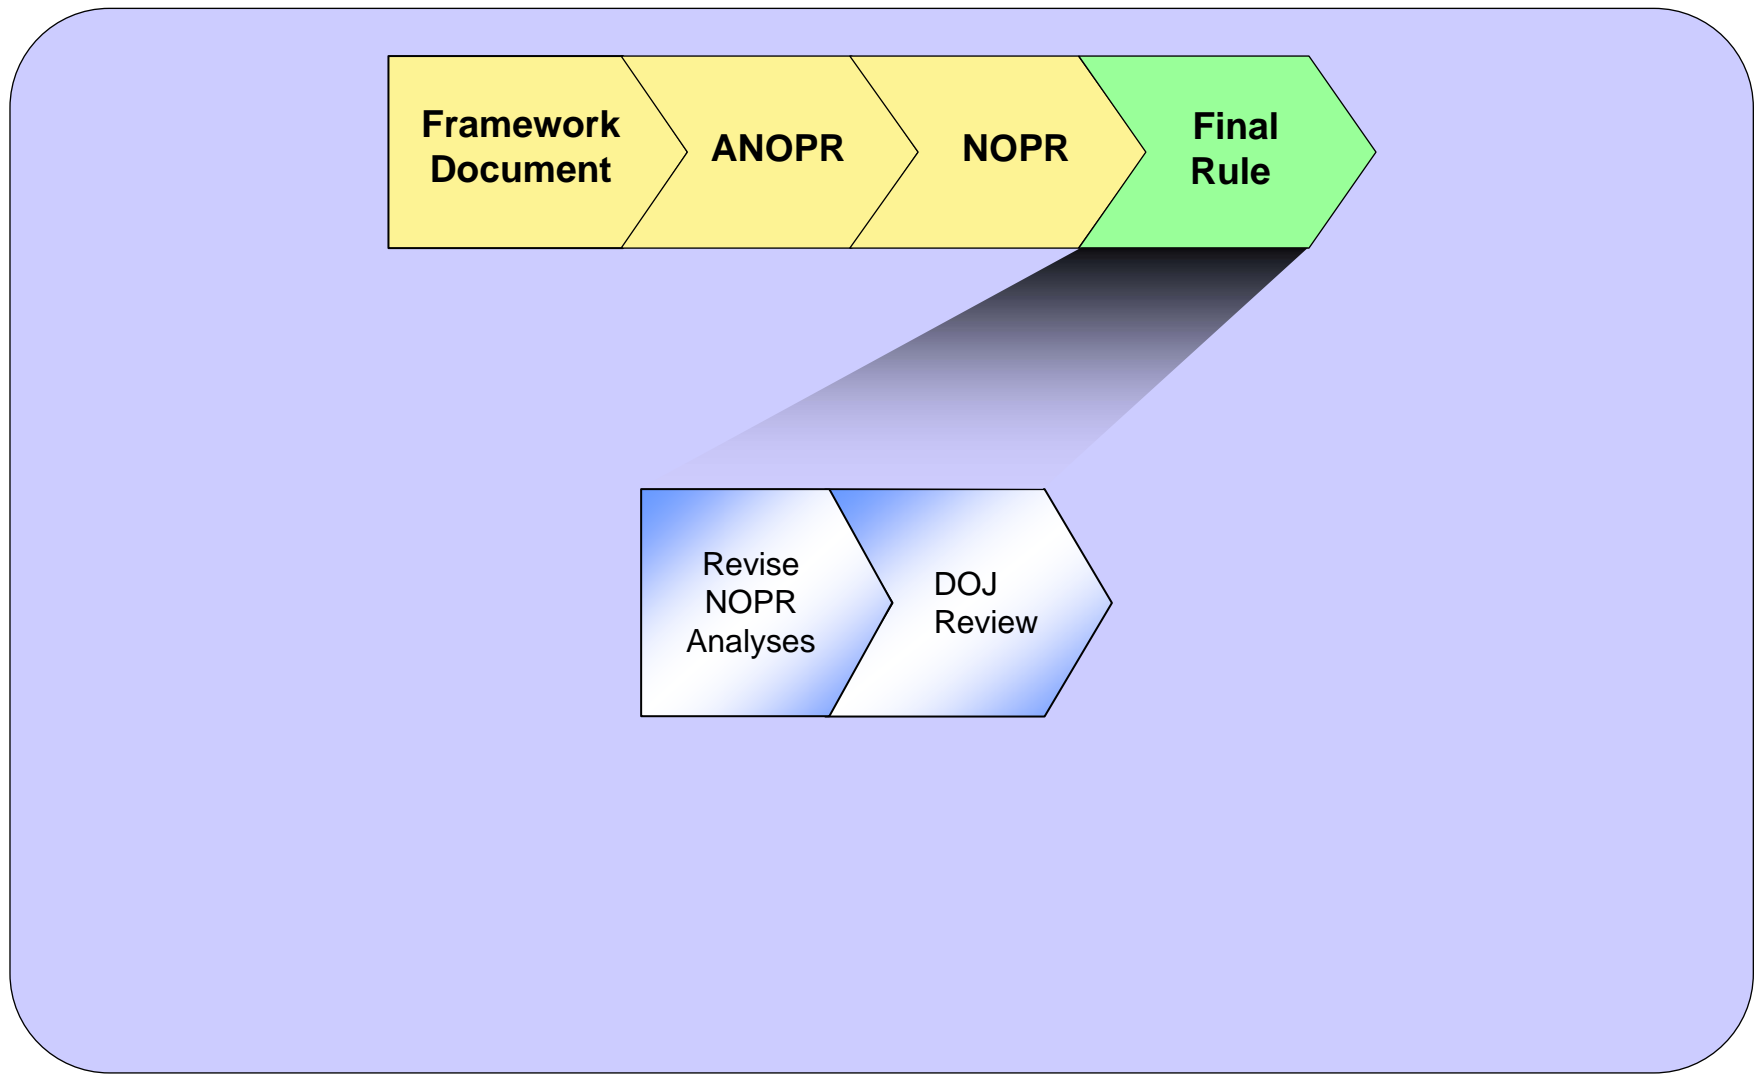 Framework
Document
ANOPR
NOPR
Final
Rule
Revise
NOPR
Analyses
DOJ
Review